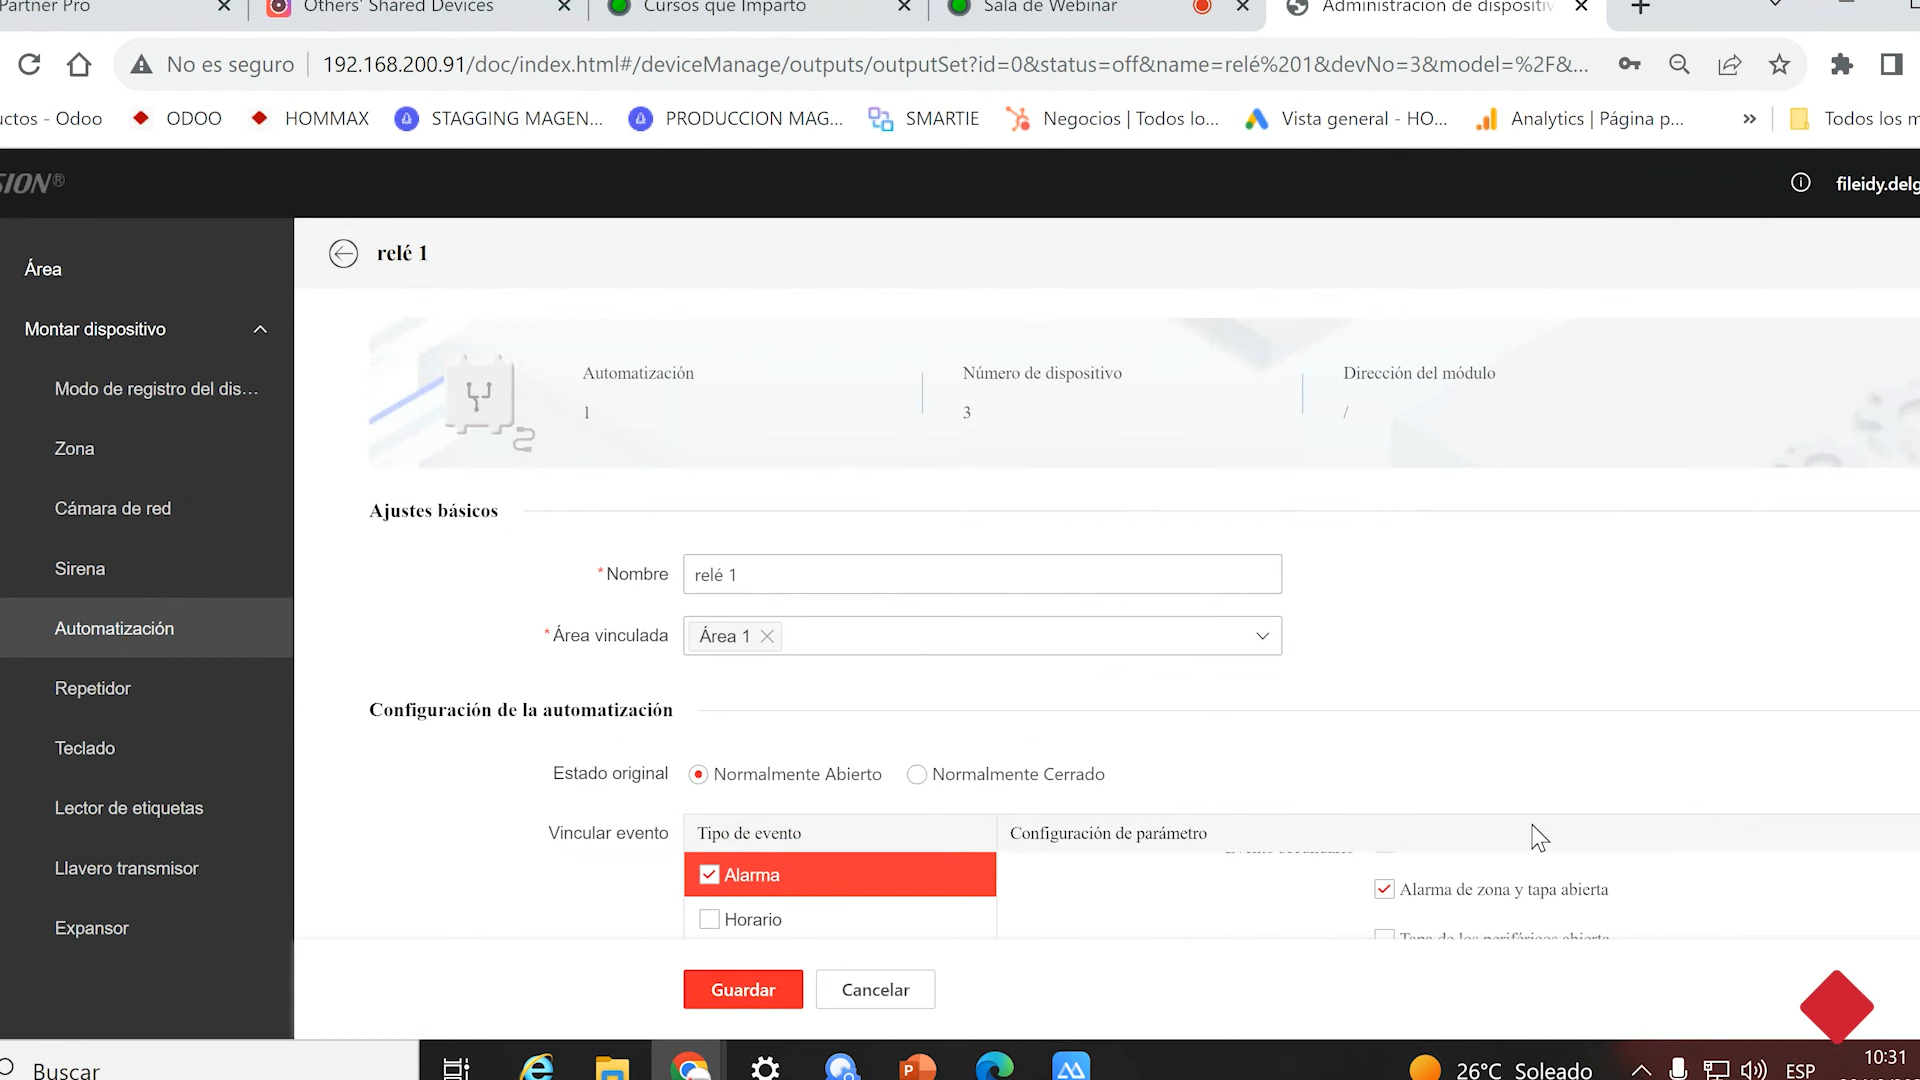 Partner Pro
Others' Shared Devices
Cursos que Imparto
Sala de Webinar
Administración de dispositiv
No es seguro
192.168.200.91/doc/index.html#/deviceManage/outputs/outputSet?id=0&status=off&name=relé%201&devNo=3&model=%2F&...
uctos - Odoo
ODOO
HOMMAX
STAGGING MAGEN...
PRODUCCION MAG...
SMARTIE
Negocios | Todos lo...
Vista general - HO...
Analytics | Página p...
»
Todos los m
SION®
fileidy.delg
Área
Montar dispositivo
Modo de registro del dis...
Zona
Cámara de red
Sirena
Automatización
Repetidor
Teclado
Lector de etiquetas
Llavero transmisor
Expansor
relé 1
Automatización
1
Número de dispositivo
3
Dirección del módulo
/
Ajustes básicos
*Nombre
relé 1
*Área vinculada
Área 1
Configuración de la automatización
Estado original
Normalmente Abierto
Normalmente Cerrado
Vincular evento
Tipo de evento
Configuración de parámetro
Alarma
Horario
Alarma de zona y tapa abierta
Tapa de los periféricos abierta
Guardar
Cancelar
Buscar
26°C Soleado
ESP
10:31